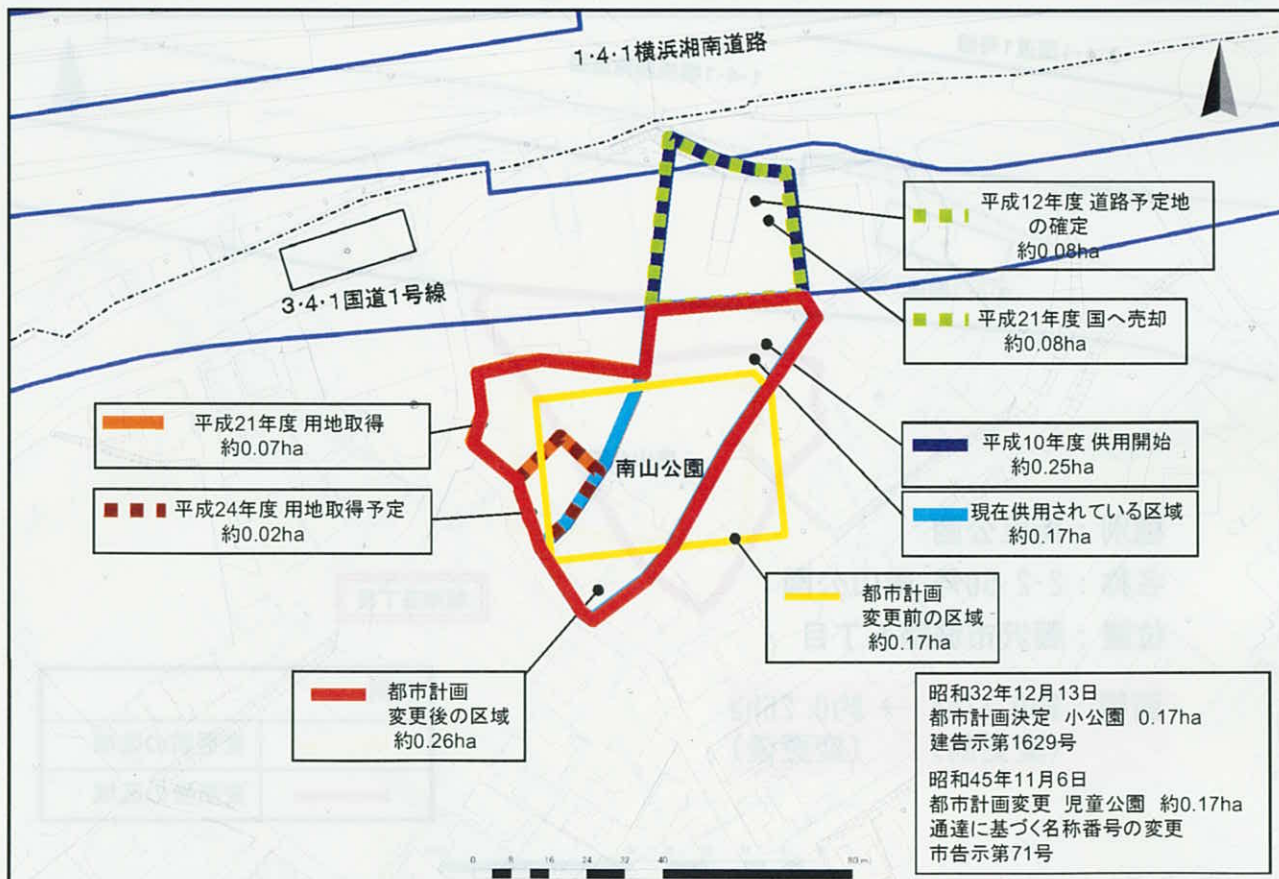 1・4・1横浜湘南道路
3・4・1国道1号線
平成12年度 道路予定地
の確定
約0.08ha
平成21年度 国へ売却
約0.08ha
平成21年度 用地取得
約0.07ha
平成24年度 用地取得予定
約0.02ha
南山公園
平成10年度 供用開始
約0.25ha
現在供用されている区域
約0.17ha
都市計画
変更前の区域
約0.17ha
都市計画
変更後の区域
約0.26ha
昭和32年12月13日
都市計画決定 小公園 0.17ha
建告示第1629号
昭和45年11月6日
都市計画変更 児童公園 約0.17ha
通達に基づく名称番号の変更
市告示第71号
0 8 16 24 32 40 80 m